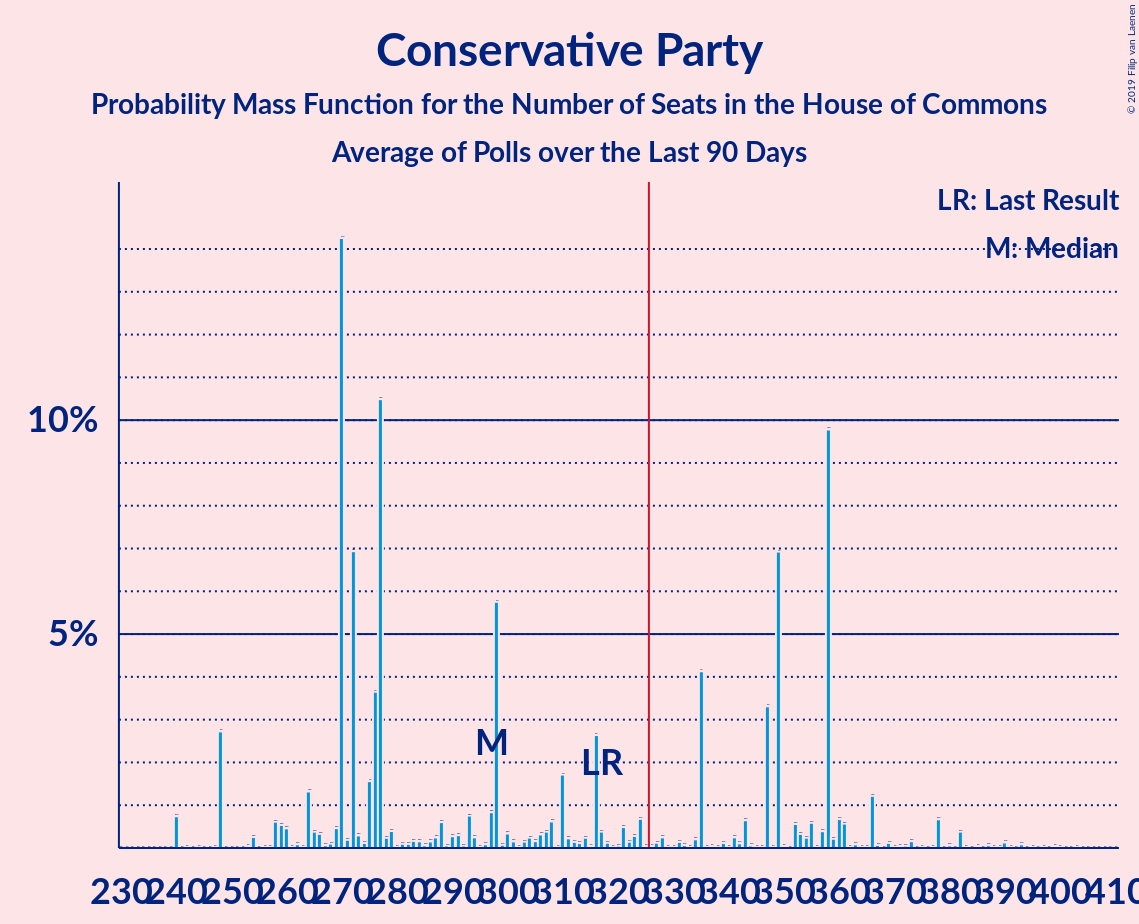 Conservative Party
Probability Mass Function for the Number of Seats in the House of Commons
Average of Polls over the Last 90 Days
© 2019 Filip van Laenen
LR: Last Result
M: Median
10%
5%
M
LR
230 240 250 260 270 280 290 300 310 320 330 340 350 360 370 380 390 400 410